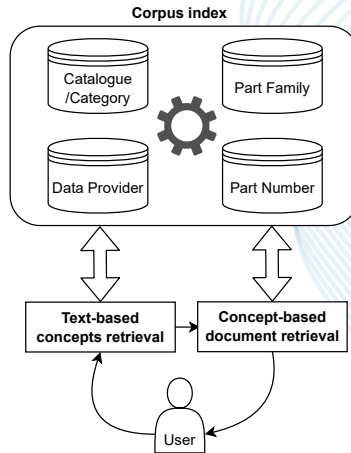 Corpus index
Catalogue
/Category
Part Family
Data Provider
Part Number
Text-based
concepts retrieval
Concept-based
document retrieval
User